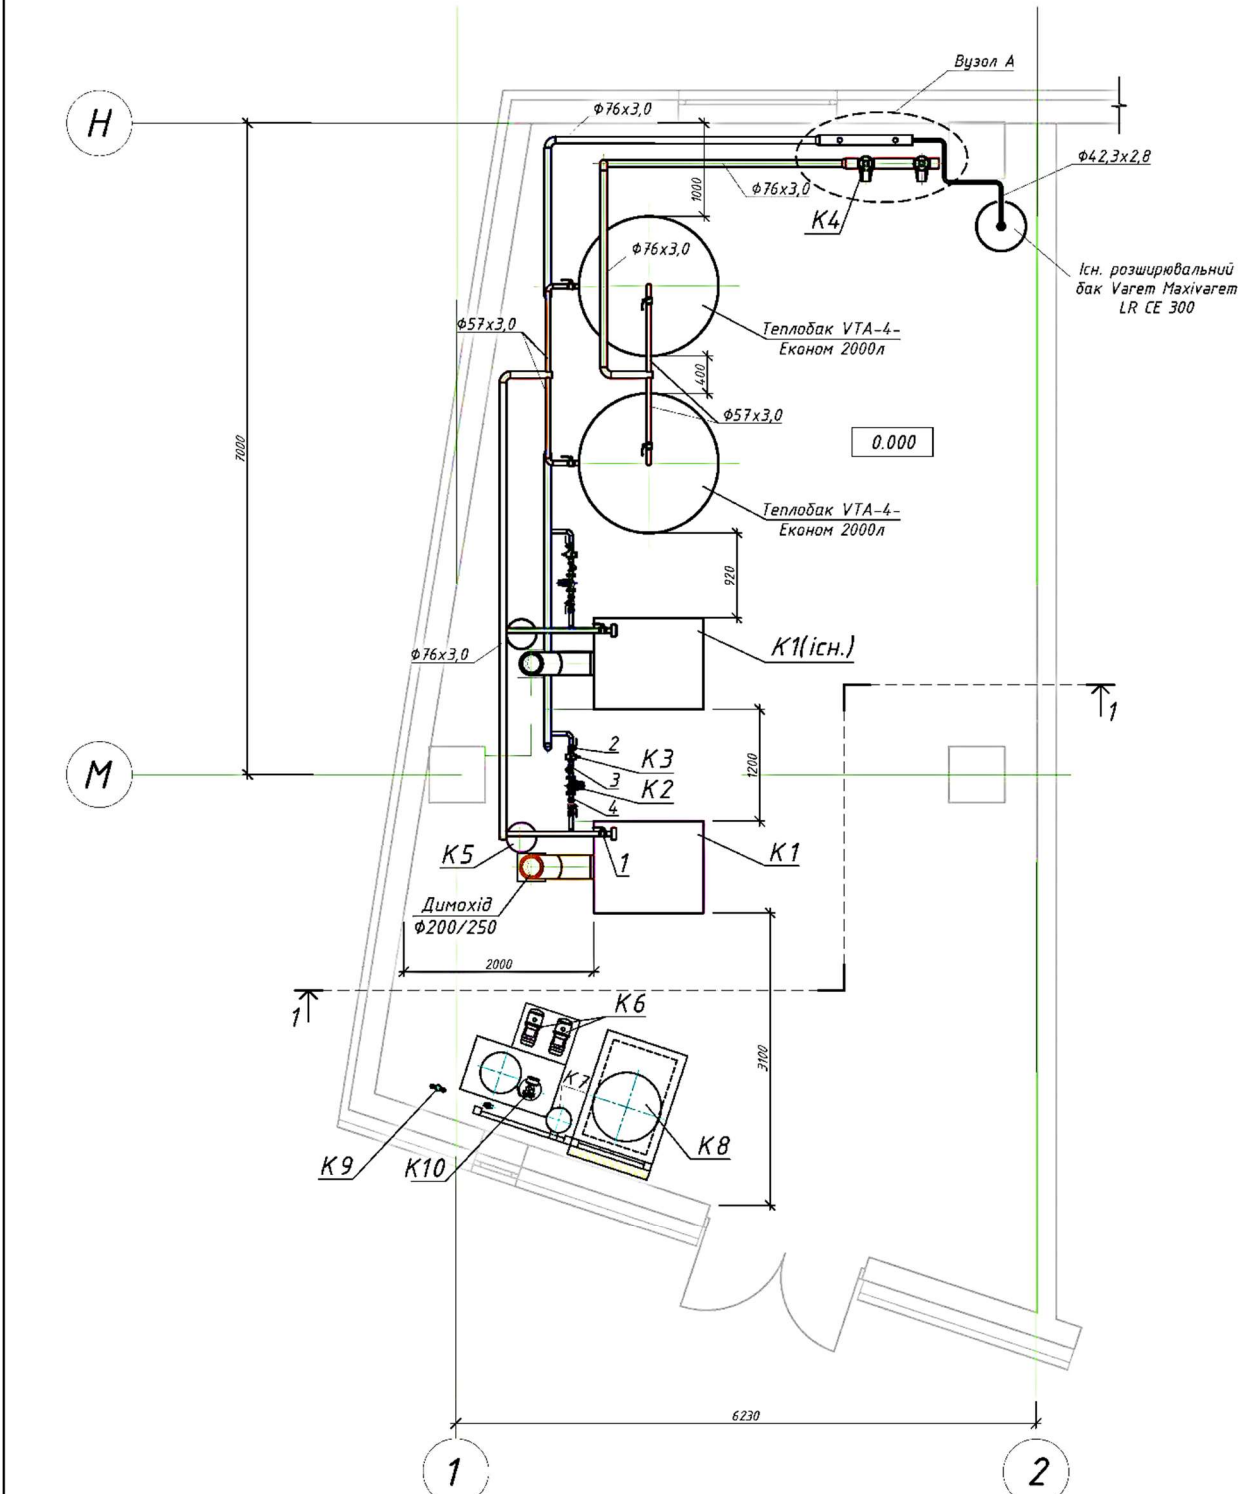 Вузол А
Н
Ф76х3,0
Ф42,3х2,8
Ф76х3,0
1000
К4
Ф76х3,0
Існ. розширювальний
бак Varem Maxivarem
LR CE 300
Ф57х3,0
Теплобак VTA-4-
Економ 2000л
400
Ф57х3,0
0.000
7000
Теплобак VTA-4-
Економ 2000л
920
К1(існ.)
Ф76х3,0
1
2
К3
М
3
1200
К2
4
К5
1
К1
Димохід
Ф200/250
2000
1
К6
3100
К7
К8
К9
К10
6230
1
2